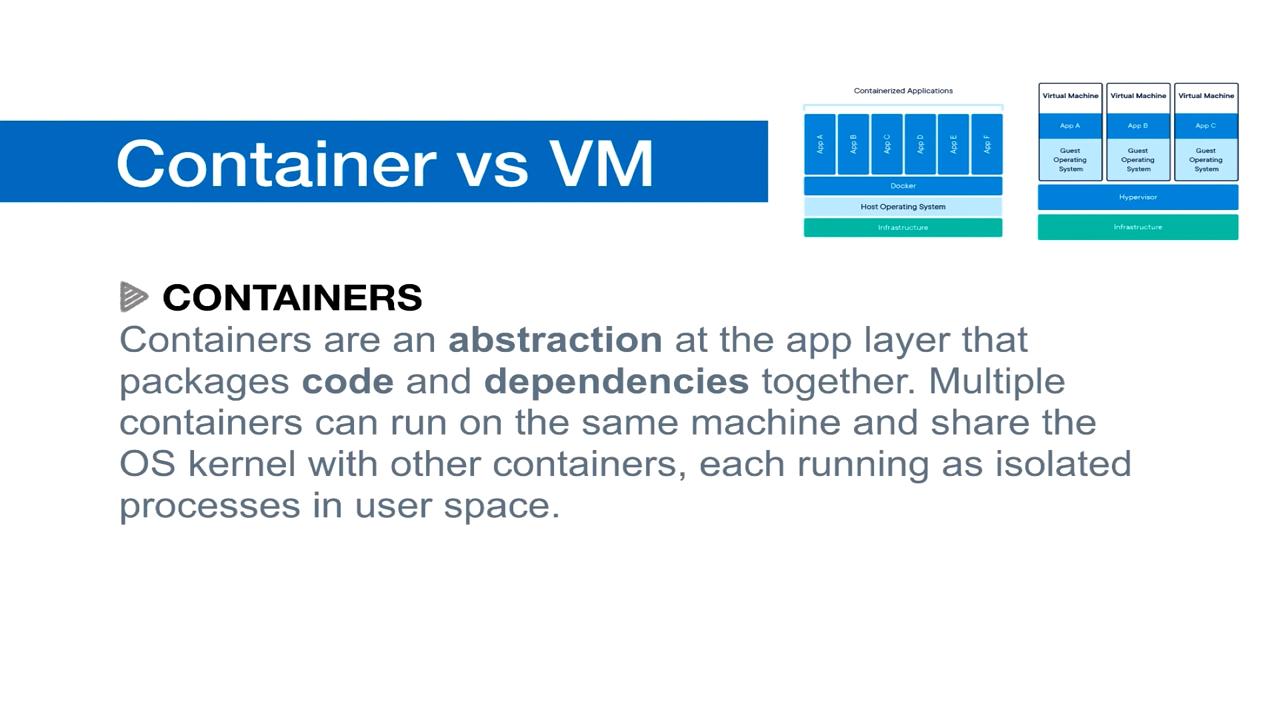 Container vs VM
Containerized Applications
App A
App B
App C
App D
App E
App F
Docker
Host Operating System
Infrastructure
Virtual Machine
Virtual Machine
Virtual Machine
App A
App B
App C
Guest
Operating
System
Guest
Operating
System
Guest
Operating
System
Hypervisor
Infrastructure
CONTAINERS
Containers are an abstraction at the app layer that
packages code and dependencies together. Multiple
containers can run on the same machine and share the
OS kernel with other containers, each running as isolated
processes in user space.